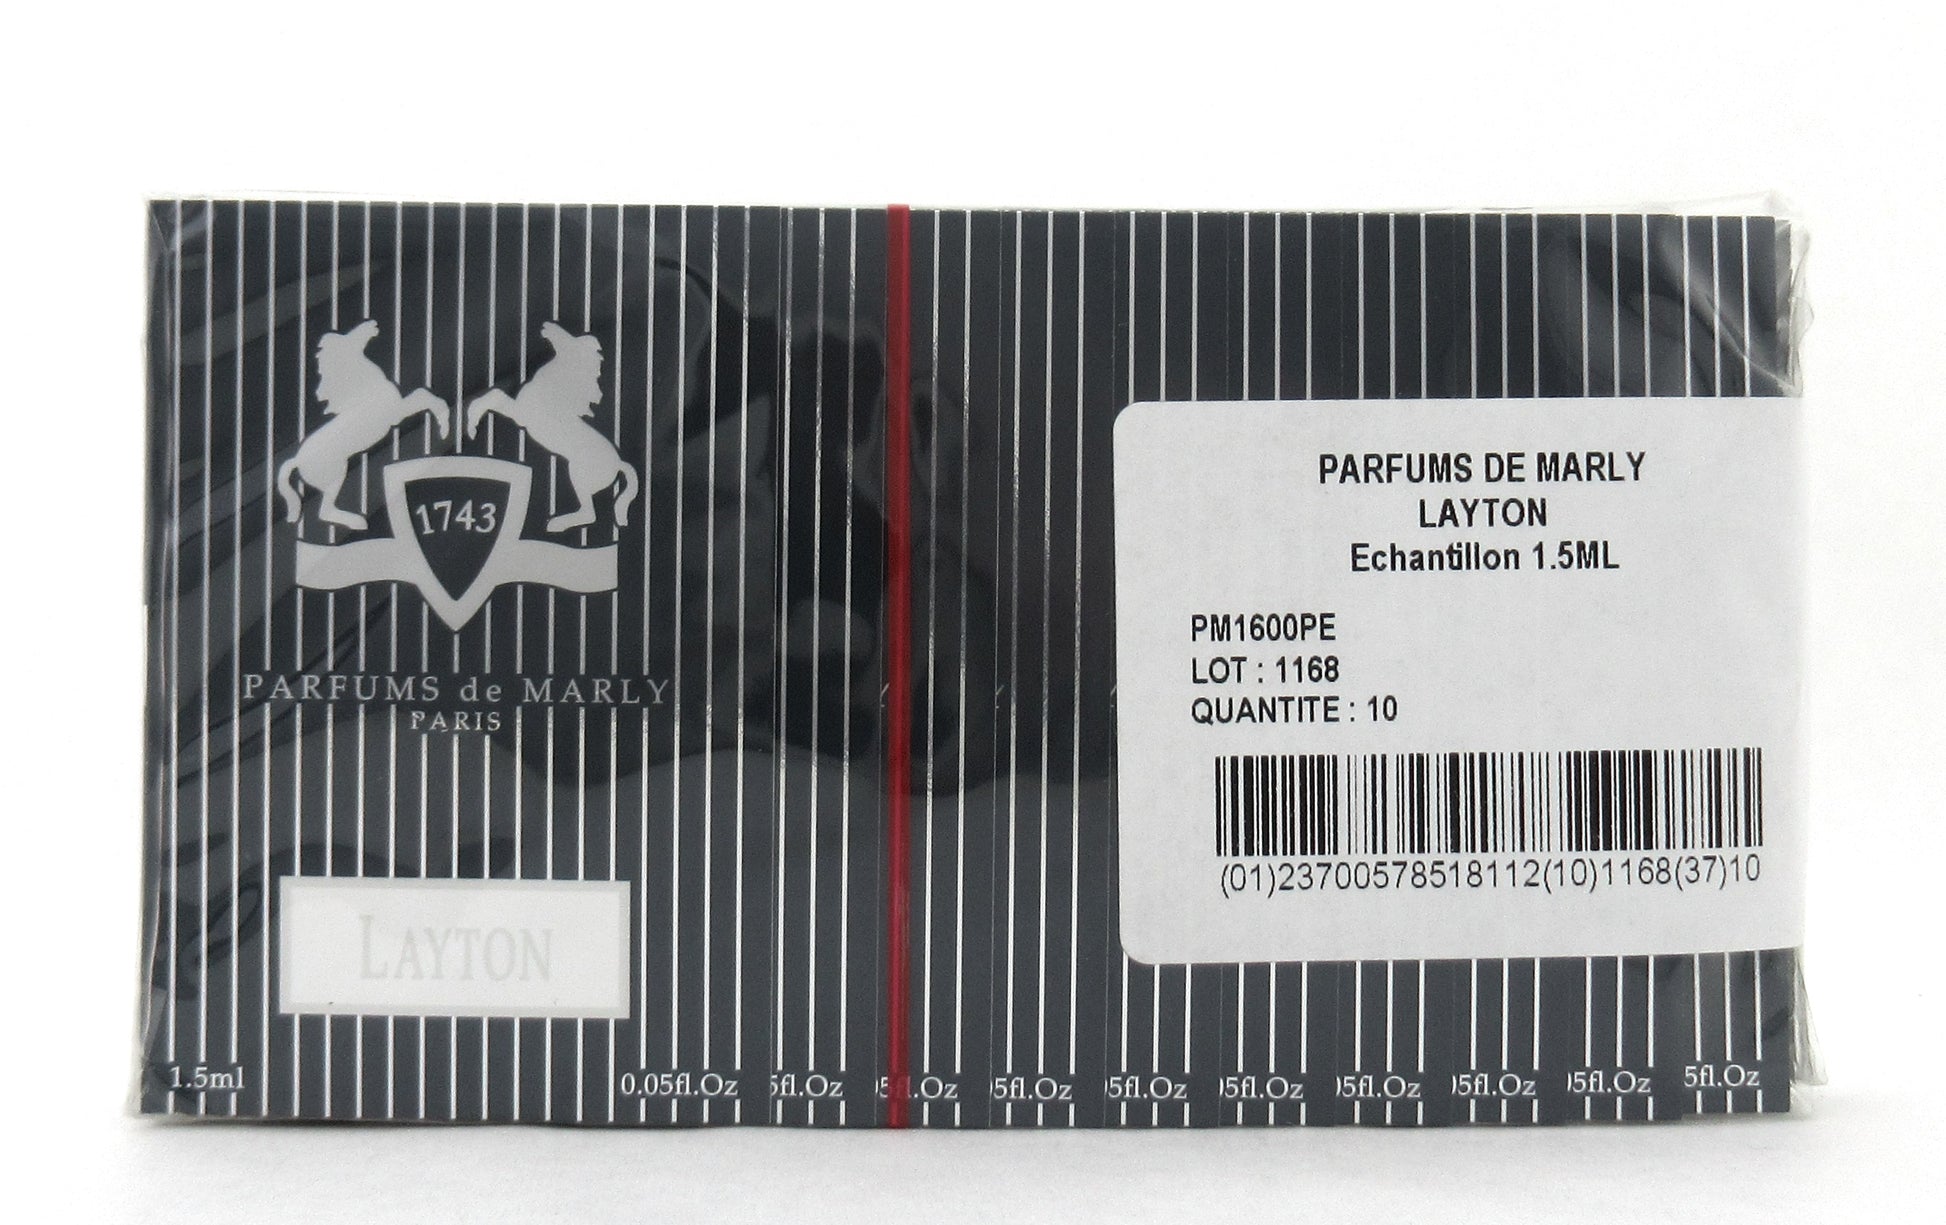 1743
PARFUMS de MARLY
PARIS
LAYTON
1.5ml
0.05fl.Oz
5fl.Oz
5fl.Oz
5fl.Oz
5fl.Oz
5fl.Oz
5fl.Oz
5fl.Oz
5fl.Oz
5fl.Oz
PARFUMS DE MARLY
LAYTON
Echantillon 1.5ML
PM1600PE
LOT : 1168
QUANTITE : 10
(01)23700578518112(10)1168(37)10